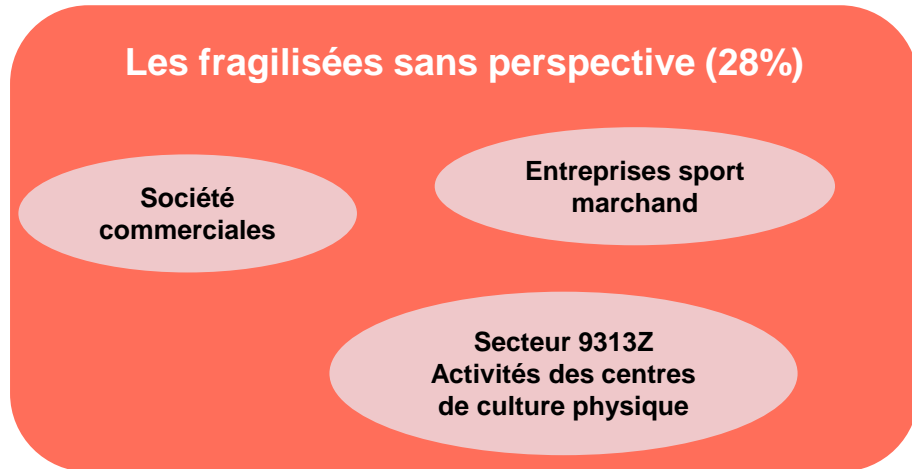 Les fragilisées sans perspective (28%)
Société
commerciales
Entreprises sport
marchand
Secteur 9313Z
Activités des centres
de culture physique